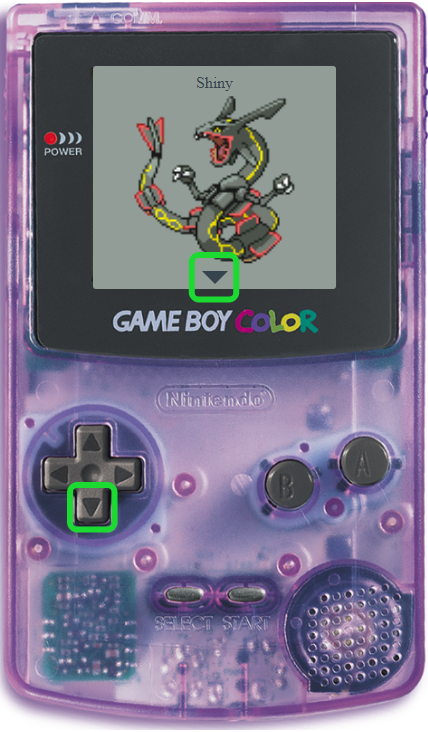 COMM.
Shiny
POWER
GAME BOY COLOR
Nintendo
B
A
SELECT START